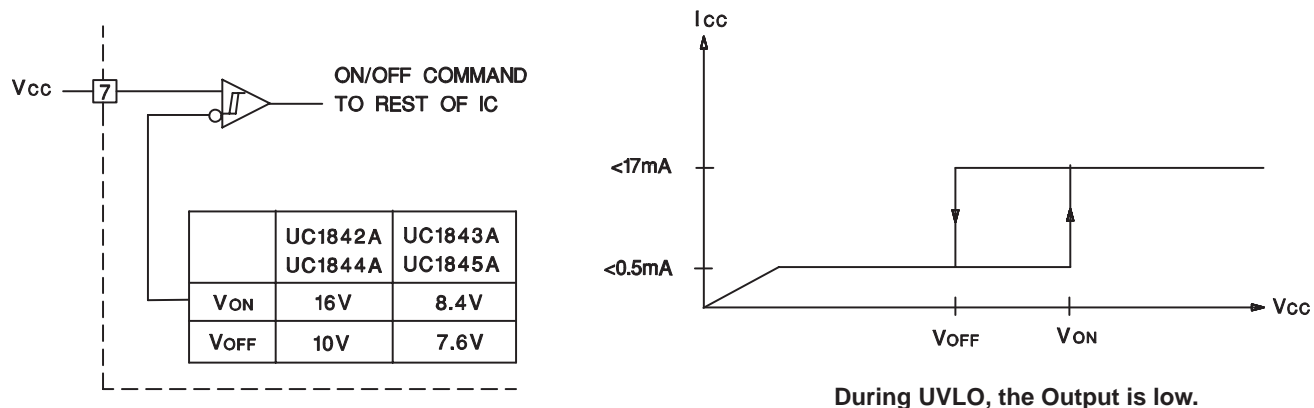 Vcc
7
ON/OFF COMMAND
TO REST OF IC
UC1842A UC1843A
UC1844A UC1845A
VON 16V 8.4V
VOFF 10V 7.6V
Icc
<17mA
<0.5mA
Vcc
VOFF VON
During UVLO, the Output is low.